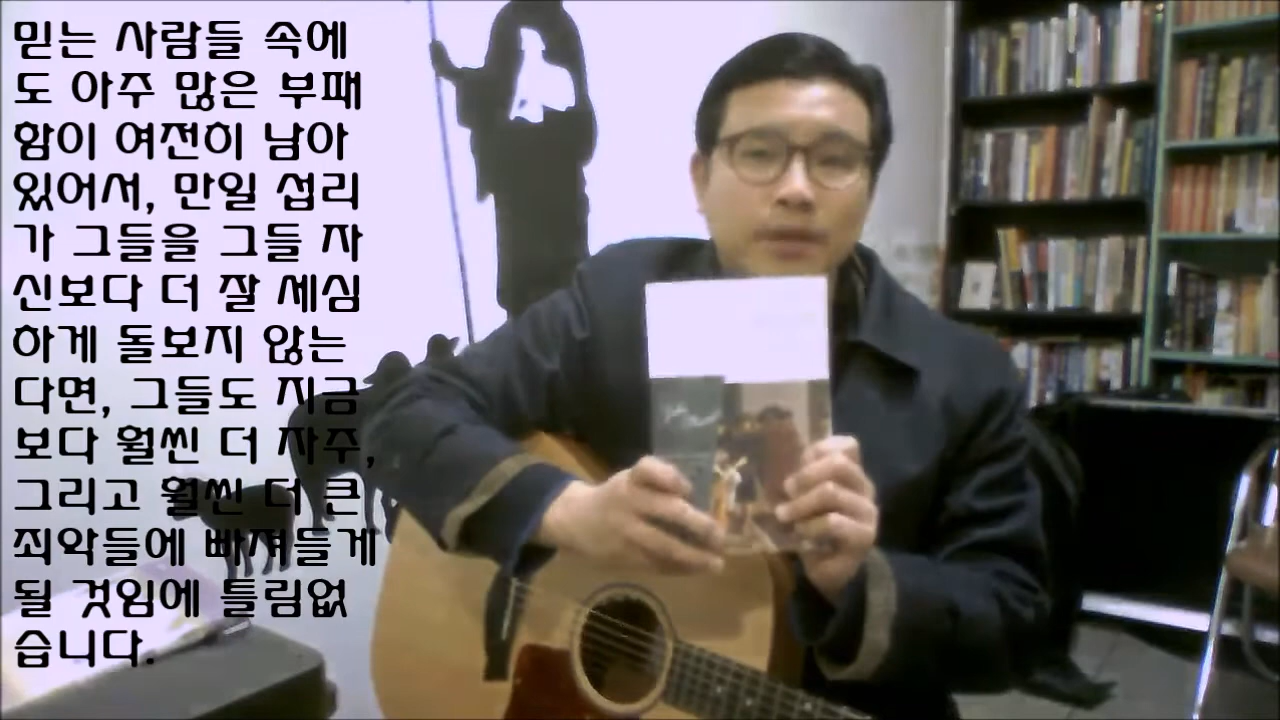 믿는 사람들 속에
도 아주 많은 부패
함이 여전히 남아
있어서, 만일 섭리
가 그들을 그들 자
신보다 더 잘 세심
하게 돌보지 않는
다면, 그들도 지금
보다 훨씬 더 자주,
그리고 훨씬 더 큰
죄악들에 빠져들게
될 것임에 틀림없
습니다.